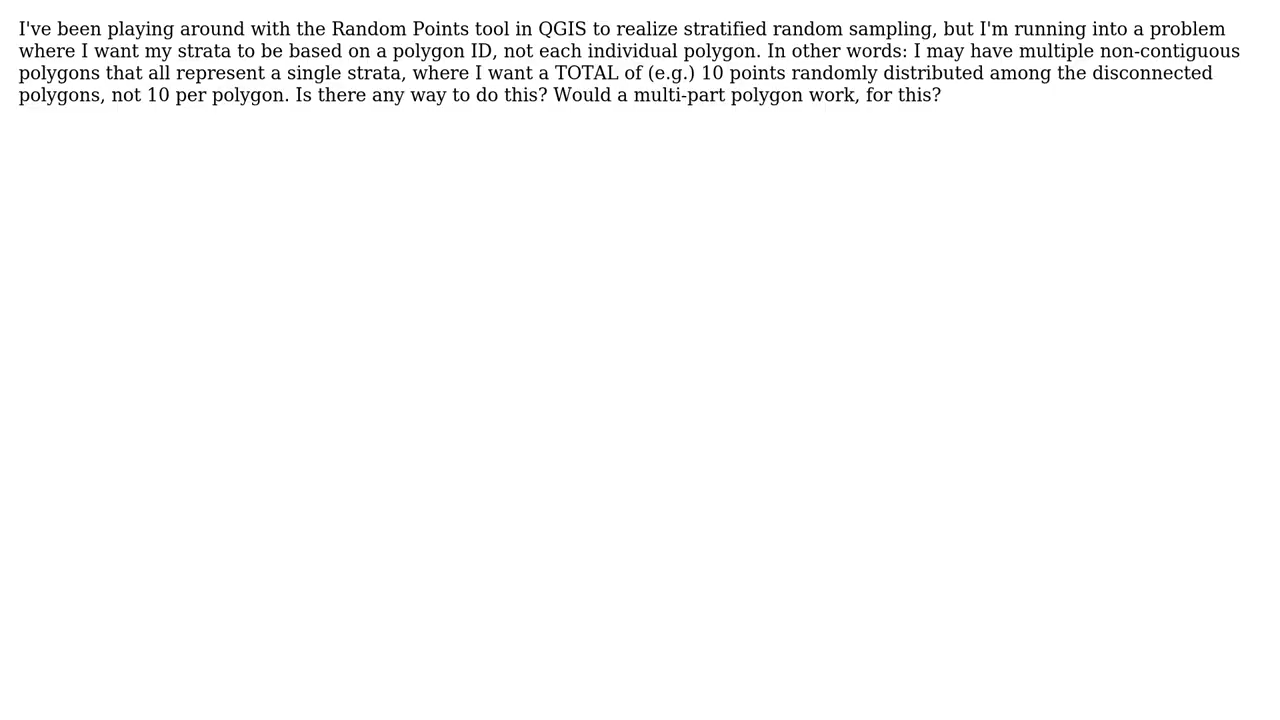 I've been playing around with the Random Points tool in QGIS to realize stratified random sampling, but I'm running into a problem
where I want my strata to be based on a polygon ID, not each individual polygon. In other words: I may have multiple non-contiguous
polygons that all represent a single strata, where I want a TOTAL of (e.g.) 10 points randomly distributed among the disconnected
polygons, not 10 per polygon. Is there any way to do this? Would a multi-part polygon work, for this?